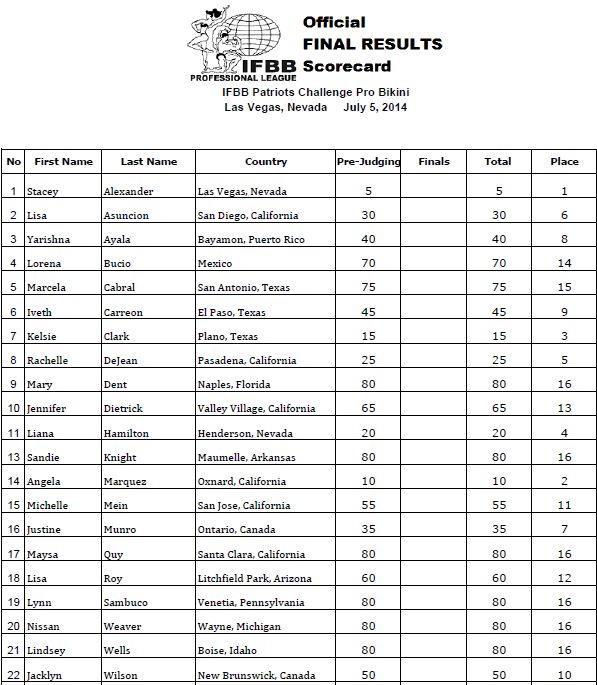 Official
FINAL RESULTS
IFBB Scorecard
PROFESSIONAL LEAGUE
IFBB Patriots Challenge Pro Bikini
Las Vegas, Nevada July 5, 2014
No First Name Last Name Country Pre-Judging Finals Total Place
1 Stacey Alexander Las Vegas, Nevada 5 5 1
2 Lisa Asuncion San Diego, California 30 30 6
3 Yarishna Ayala Bayamon, Puerto Rico 40 40 8
4 Lorena Bucio Mexico 70 70 14
5 Marcela Cabral San Antonio, Texas 75 75 15
6 Iveth Carreon El Paso, Texas 45 45 9
7 Kelsie Clark Plano, Texas 15 15 3
8 Rachelle DeJean Pasadena, California 25 25 5
9 Mary Dent Naples, Florida 80 80 16
10 Jennifer Dietrick Valley Village, California 65 65 13
11 Liana Hamilton Henderson, Nevada 20 20 4
13 Sandie Knight Maumelle, Arkansas 80 80 16
14 Angela Marquez Oxnard, California 10 10 2
15 Michelle Mein San Jose, California 55 55 11
16 Justine Munro Ontario, Canada 35 35 7
17 Maysa Quy Santa Clara, California 80 80 16
18 Lisa Roy Litchfield Park, Arizona 60 60 12
19 Lynn Sambuco Venetia, Pennsylvania 80 80 16
20 Nissan Weaver Wayne, Michigan 80 80 16
21 Lindsey Wells Boise, Idaho 80 80 16
22 Jacklyn Wilson New Brunswick, Canada 50 50 10